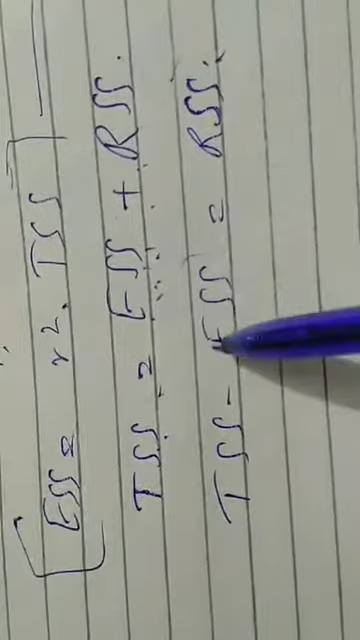 ESS = r². TSS
TSS = ESS + RSS.
TSS - ESS = RSS.